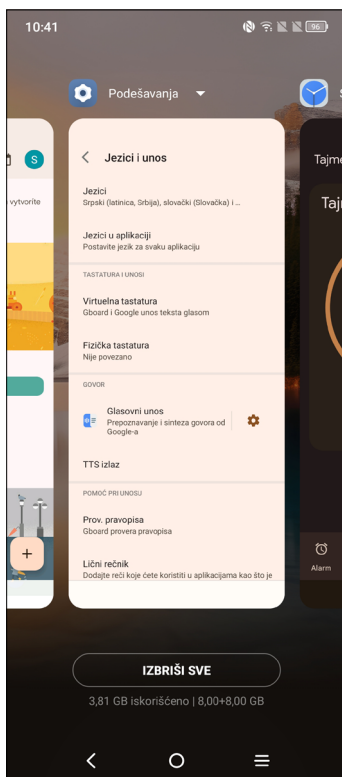 10:41
96
Podešavanja
S
vytvoríte
Jezici i unos
Jezici
Srpski (latinica, Srbija), slovački (Slovačka) i ...
Jezici u aplikaciji
Postavite jezik za svaku aplikaciju
TASTATURA I UNOSI
Virtuelna tastatura
Gboard i Google unos teksta glasom
Fizička tastatura
Nije povezano
GOVOR
Glasovni unos
Prepoznavanje i sinteza govora od
Google-a
TTS izlaz
POMOĆ PRI UNOSU
Prov. pravopisa
Gboard provera pravopisa
Lični rečnik
Dodajte reči koje ćete koristiti u aplikacijama kao što je
Tajme
Taj
Alarm
IZBRIŠI SVE
3,81 GB iskorišćeno | 8,00+8,00 GB